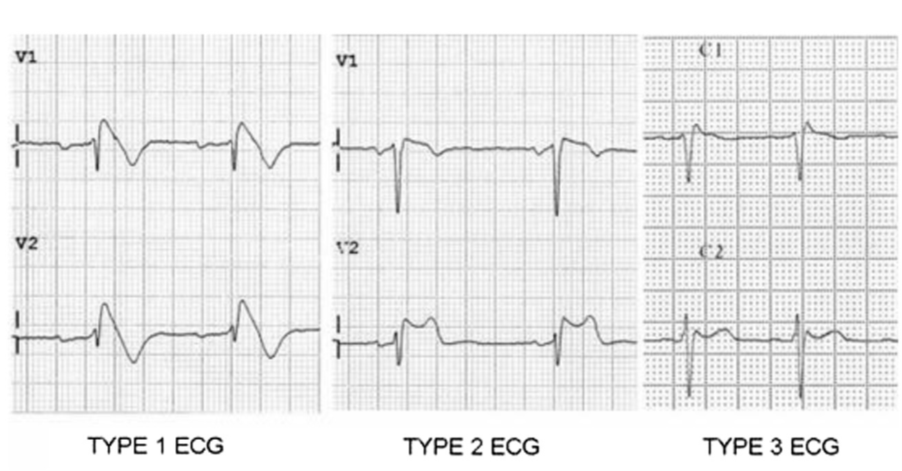 V1
V1
C1
V2
V2
C2
TYPE 1 ECG
TYPE 2 ECG
TYPE 3 ECG